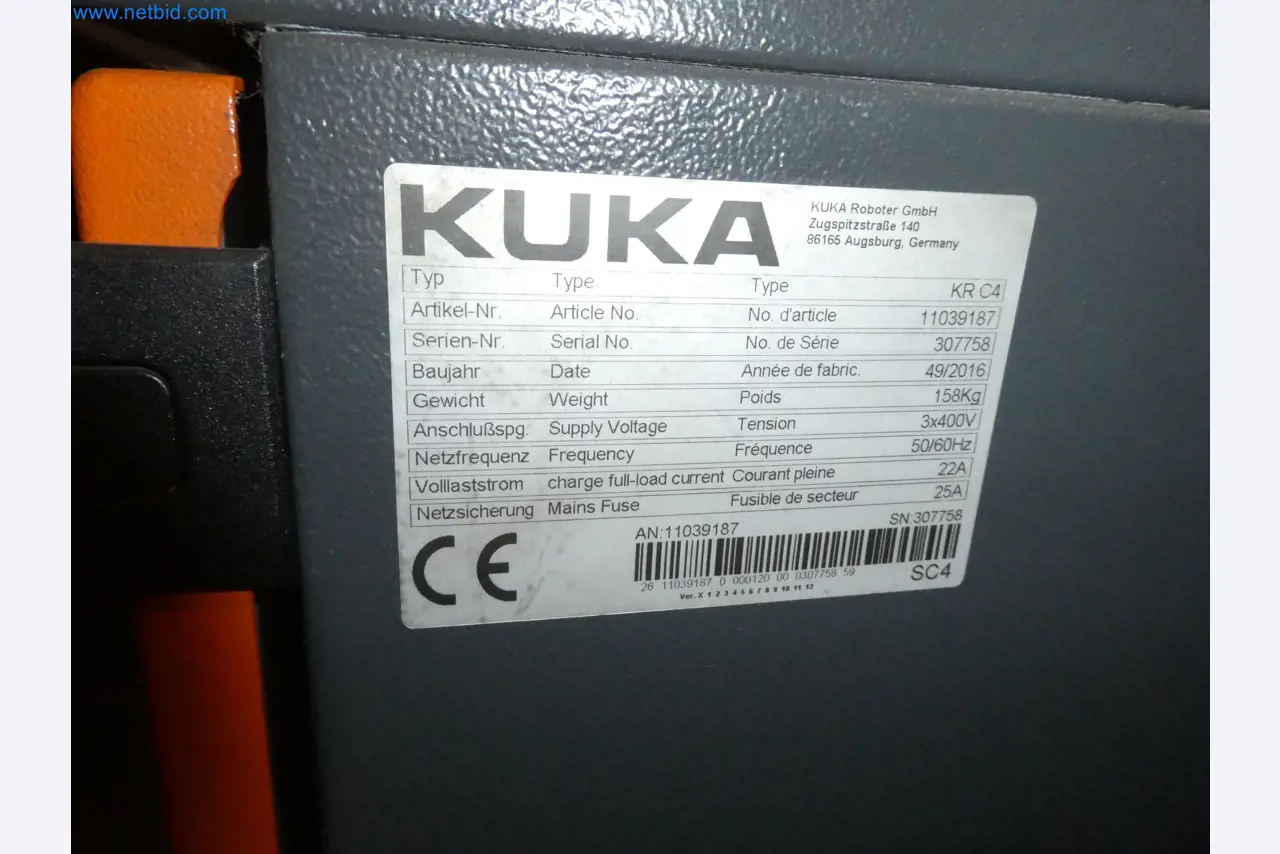 www.netbid.com
KUKA
KUKA Roboter GmbH
Zugspitzstraße 140
86165 Augsburg, Germany
Typ Type Type KR C4
Artikel-Nr. Article No. No. d'article 11039187
Serien-Nr. Serial No. No. de Série 307758
Baujahr Date Année de fabric. 49/2016
Gewicht Weight Poids 158Kg
Anschlußspg. Supply Voltage Tension 3x400V
Netzfrequenz Frequency Fréquence 50/60Hz
Volllaststrom charge full-load current Courant pleine 22A
Netzsicherung Mains Fuse Fusible de secteur 25A
AN:11039187 SN:307758
26 11039187 0 000120 00 0307758 59
SC4
Ver. X 1 2 3 4 5 6 7 8 9 10 11 12
CE